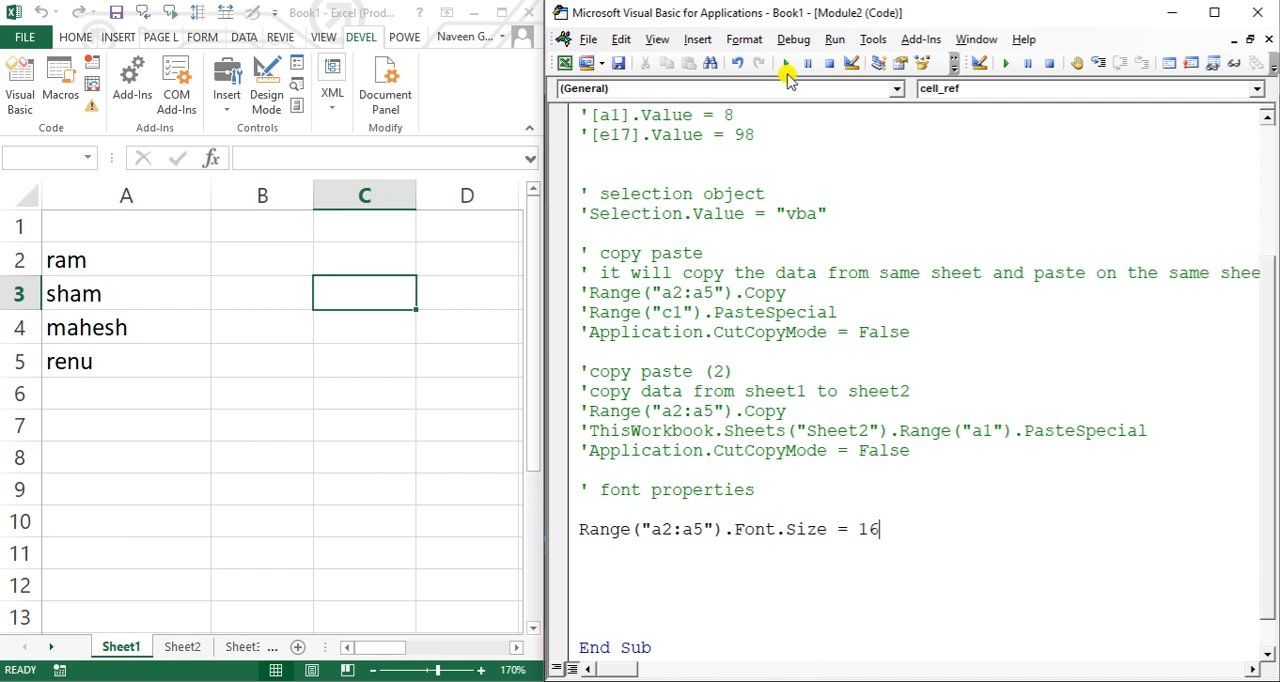 Book1 - Excel (Prod...
?
FILE HOME INSERT PAGE L FORM DATA REVIE VIEW DEVEL POWE Naveen G...
Visual Basic
Macros
Add-Ins
COM Add-Ins
Insert
Design Mode
XML
Document Panel
Code
Add-Ins
Controls
Modify
fx
A B C D
1
2 ram
3 sham
4 mahesh
5 renu
6
7
8
9
10
11
12
13
Sheet1 Sheet2 Sheet3 ...
READY
170%
Microsoft Visual Basic for Applications - Book1 - [Module2 (Code)]
File Edit View Insert Format Debug Run Tools Add-Ins Window Help
(General)
cell_ref
'[a1].Value = 8
'[e17].Value = 98
' selection object
'Selection.Value = "vba"
' copy paste
' it will copy the data from same sheet and paste on the same shee
'Range("a2:a5").Copy
'Range("c1").PasteSpecial
'Application.CutCopyMode = False
'copy paste (2)
'copy data from sheet1 to sheet2
'Range("a2:a5").Copy
'ThisWorkbook.Sheets("Sheet2").Range("a1").PasteSpecial
'Application.CutCopyMode = False
' font properties
Range("a2:a5").Font.Size = 16
End Sub